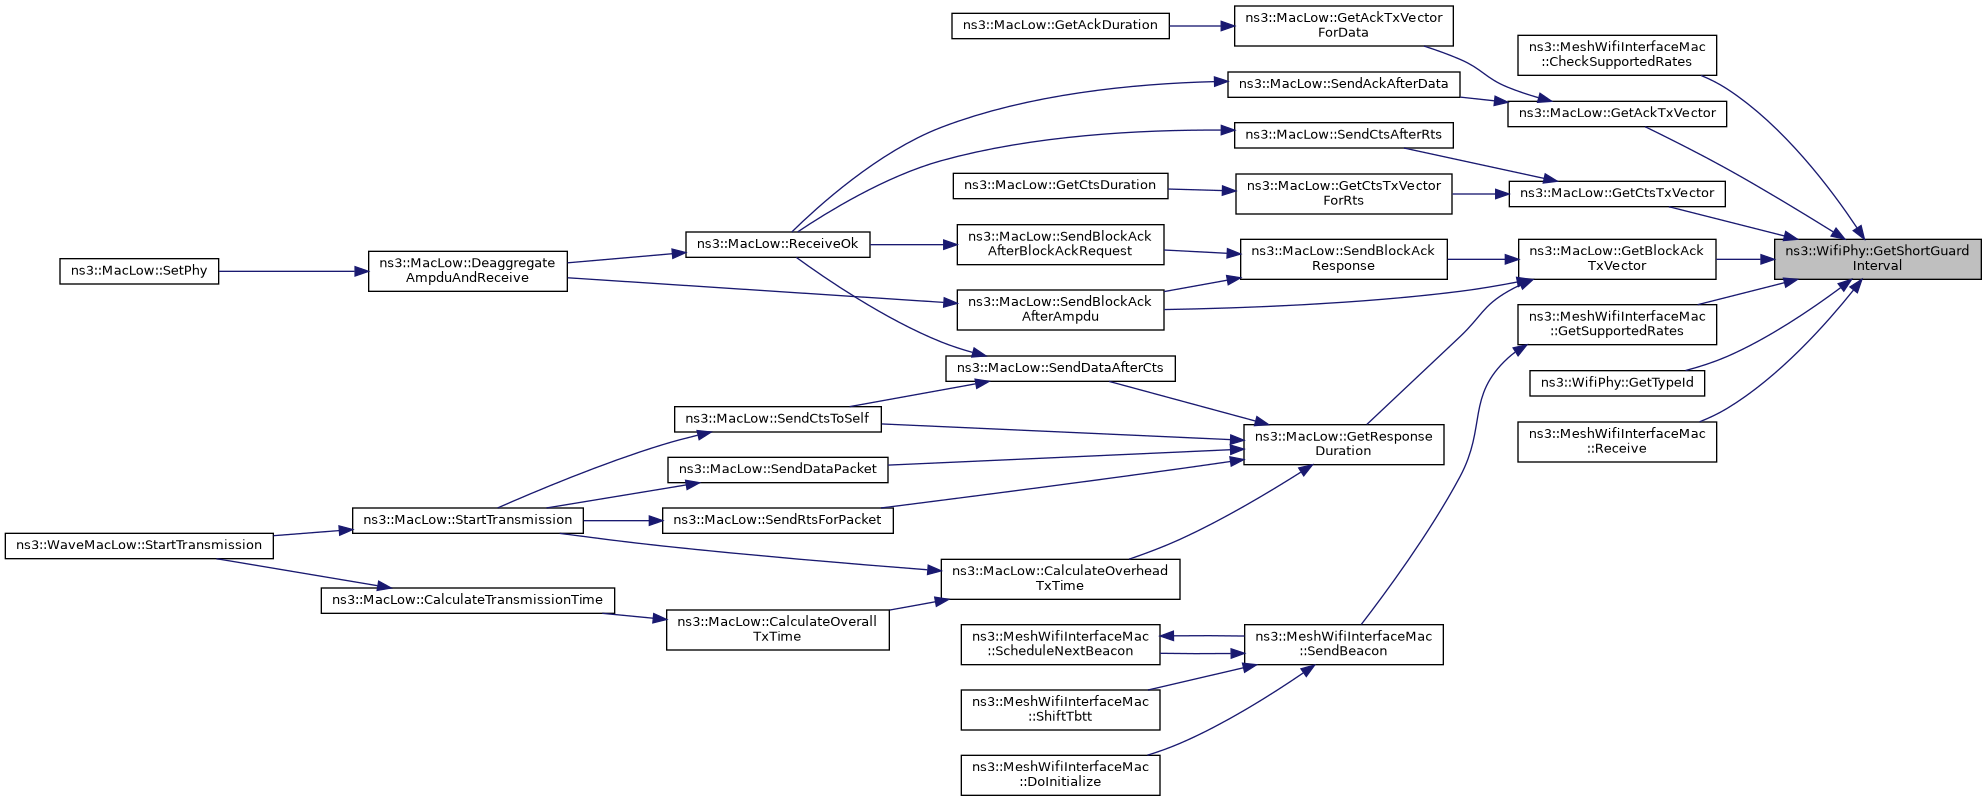 ns3::MacLow::GetAckDuration
ns3::MacLow::GetAckTxVector
ForData
ns3::MeshWifiInterfaceMac
::CheckSupportedRates
ns3::MacLow::SendAckAfterData
ns3::MacLow::GetAckTxVector
ns3::MacLow::SendCtsAfterRts
ns3::MacLow::GetCtsDuration
ns3::MacLow::GetCtsTxVector
ForRts
ns3::MacLow::GetCtsTxVector
ns3::MacLow::ReceiveOk
ns3::MacLow::SendBlockAck
AfterBlockAckRequest
ns3::MacLow::SendBlockAck
Response
ns3::MacLow::GetBlockAck
TxVector
ns3::WifiPhy::GetShortGuard
Interval
ns3::MacLow::SetPhy
ns3::MacLow::Deaggregate
AmpduAndReceive
ns3::MacLow::SendBlockAck
AfterAmpdu
ns3::MeshWifiInterfaceMac
::GetSupportedRates
ns3::MacLow::SendDataAfterCts
ns3::WifiPhy::GetTypeId
ns3::MacLow::SendCtsToSelf
ns3::MacLow::GetResponse
Duration
ns3::MeshWifiInterfaceMac
::Receive
ns3::MacLow::SendDataPacket
ns3::MacLow::StartTransmission
ns3::MacLow::SendRtsForPacket
ns3::WaveMacLow::StartTransmission
ns3::MacLow::CalculateOverhead
TxTime
ns3::MacLow::CalculateTransmissionTime
ns3::MacLow::CalculateOverall
TxTime
ns3::MeshWifiInterfaceMac
::ScheduleNextBeacon
ns3::MeshWifiInterfaceMac
::SendBeacon
ns3::MeshWifiInterfaceMac
::ShiftTbtt
ns3::MeshWifiInterfaceMac
::DoInitialize